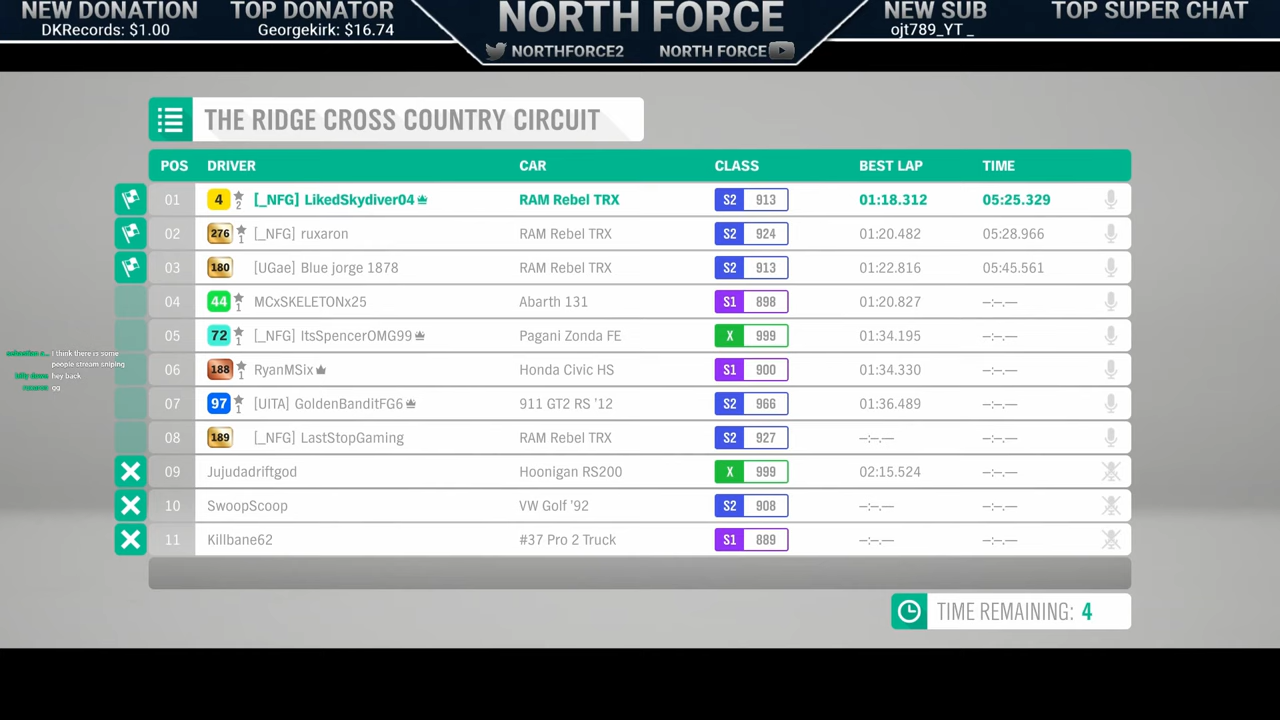 NEW DONATION
DKRecords: $1.00
TOP DONATOR
Georgekirk: $16.74
NORTH FORCE
NORTHFORCE2 NORTH FORCE
NEW SUB
ojt789_YT _
TOP SUPER CHAT
THE RIDGE CROSS COUNTRY CIRCUIT
POS DRIVER CAR CLASS BEST LAP TIME
01 4 2 [_NFG] LikedSkydiver04 RAM Rebel TRX S2 913 01:18.312 05:25.329
02 276 1 [_NFG] ruxaron RAM Rebel TRX S2 924 01:20.482 05:28.966
03 180 [UGae] Blue jorge 1878 RAM Rebel TRX S2 913 01:22.816 05:45.561
04 44 1 MCxSKELETONx25 Abarth 131 S1 898 01:20.827 --:--.---
05 72 1 [_NFG] ItsSpencerOMG99 Pagani Zonda FE X 999 01:34.195 --:--.---
06 188 1 RyanMSix Honda Civic HS S1 900 01:34.330 --:--.---
07 97 1 [UITA] GoldenBanditFG6 911 GT2 RS '12 S2 966 01:36.489 --:--.---
08 189 [_NFG] LastStopGaming RAM Rebel TRX S2 927 --:--.--- --:--.---
09 Jujudadriftgod Hoonigan RS200 X 999 02:15.524 --:--.---
10 SwoopScoop VW Golf '92 S2 908 --:--.--- --:--.---
11 Killbane62 #37 Pro 2 Truck S1 889 --:--.--- --:--.---
I think there is some
people stream sniping
hey back
gg
TIME REMAINING: 4